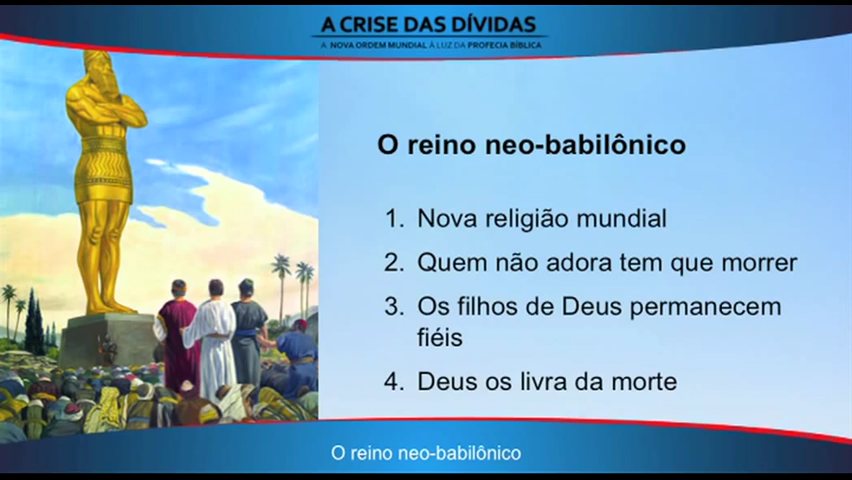 A CRISE DAS DÍVIDAS
A NOVA ORDEM MUNDIAL À LUZ DA PROFECIA BÍBLICA
O reino neo-babilônico
1. Nova religião mundial
2. Quem não adora tem que morrer
3. Os filhos de Deus permanecem
fiéis
4. Deus os livra da morte
O reino neo-babilônico